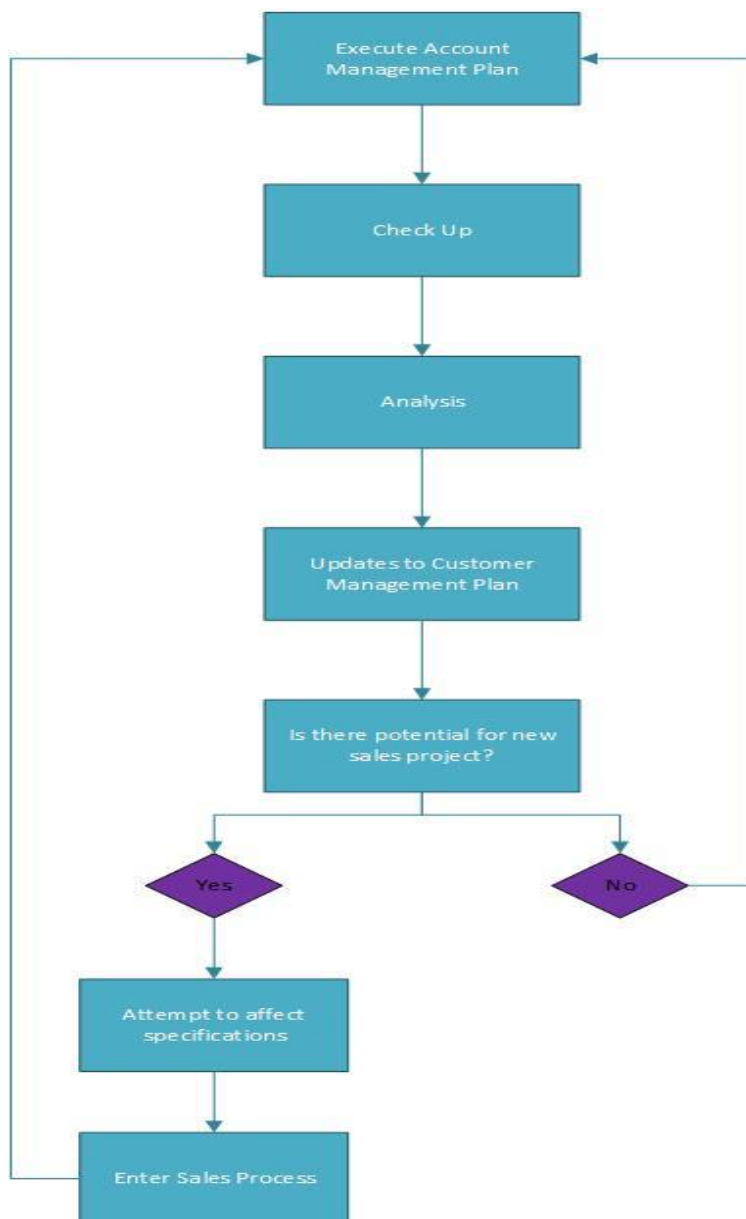 Execute Account
Management Plan
Check Up
Analysis
Updates to Customer
Management Plan
Is there potential for new
sales project?
Yes
No
Attempt to affect
specifications
Enter Sales Process